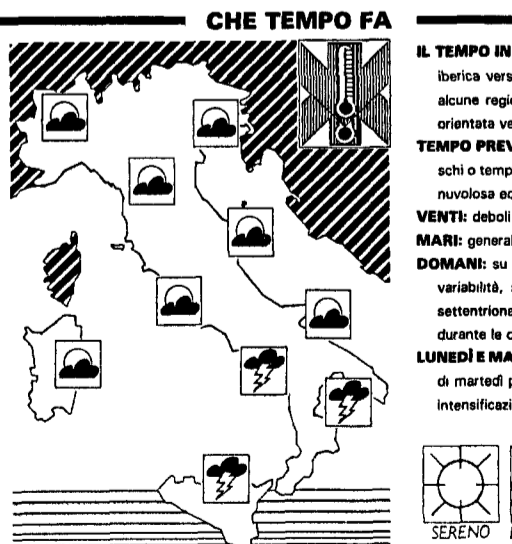 CHE TEMPO FA
IL TEMPO IN
iberica vers
alcune regi
orientata ve
TEMPO PREV
schi o temp
nuvolosa ed
VENTI: deboli
MARI: general
DOMANI: su
variabilità,
settentriona
durante le
LUNEDÌ E MA
di martedì p
intensificazi
SERENO